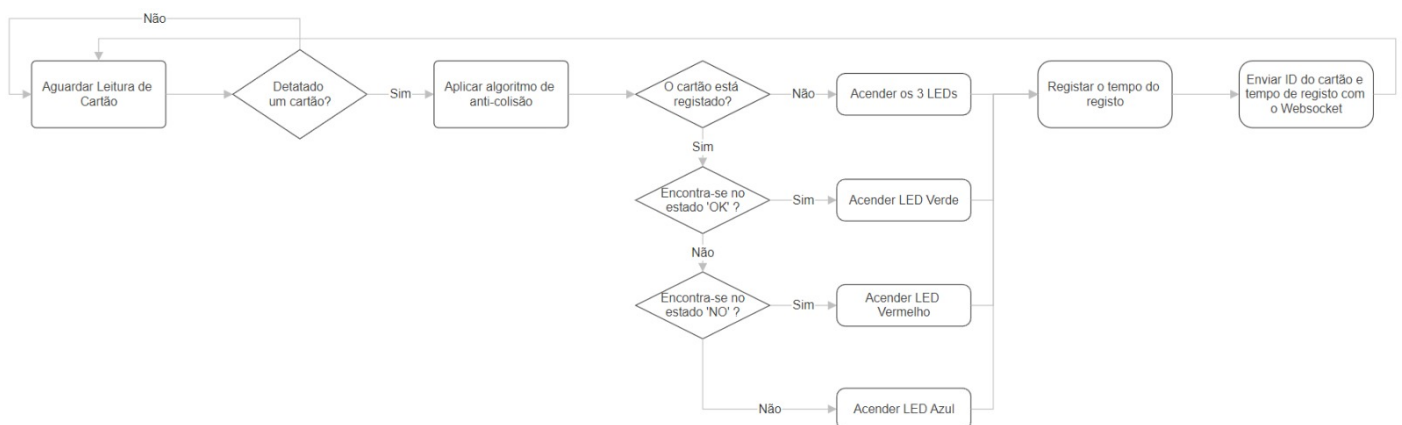 Não
Aguardar Leitura de
Cartão
Detatado
um cartão?
Sim
Aplicar algoritmo de
anti-colisão
O cartão está
registado?
Não
Acender os 3 LEDs
Registar o tempo do
registo
Enviar ID do cartão e
tempo de registo com
o Websocket
Sim
Encontra-se no
estado 'OK' ?
Sim
Acender LED Verde
Não
Encontra-se no
estado 'NO' ?
Sim
Acender LED
Vermelho
Não
Acender LED Azul